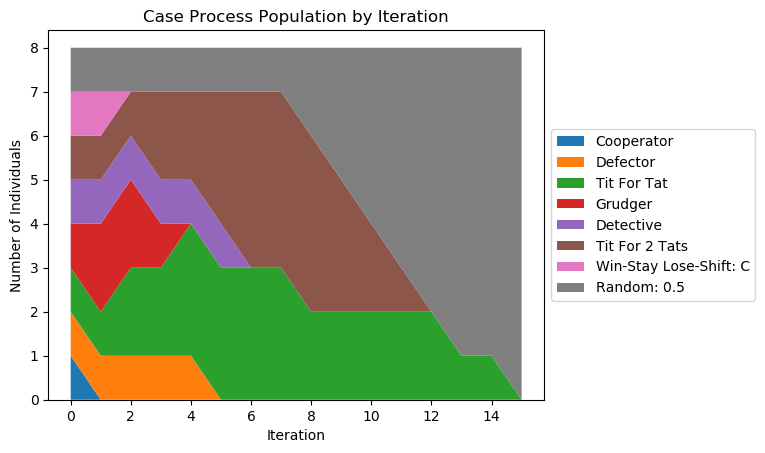 Case Process Population by Iteration
Number of Individuals
8
7
6
5
4
3
2
1
0
0 2 4 6 8 10 12 14
Iteration
Cooperator
Defector
Tit For Tat
Grudger
Detective
Tit For 2 Tats
Win-Stay Lose-Shift: C
Random: 0.5